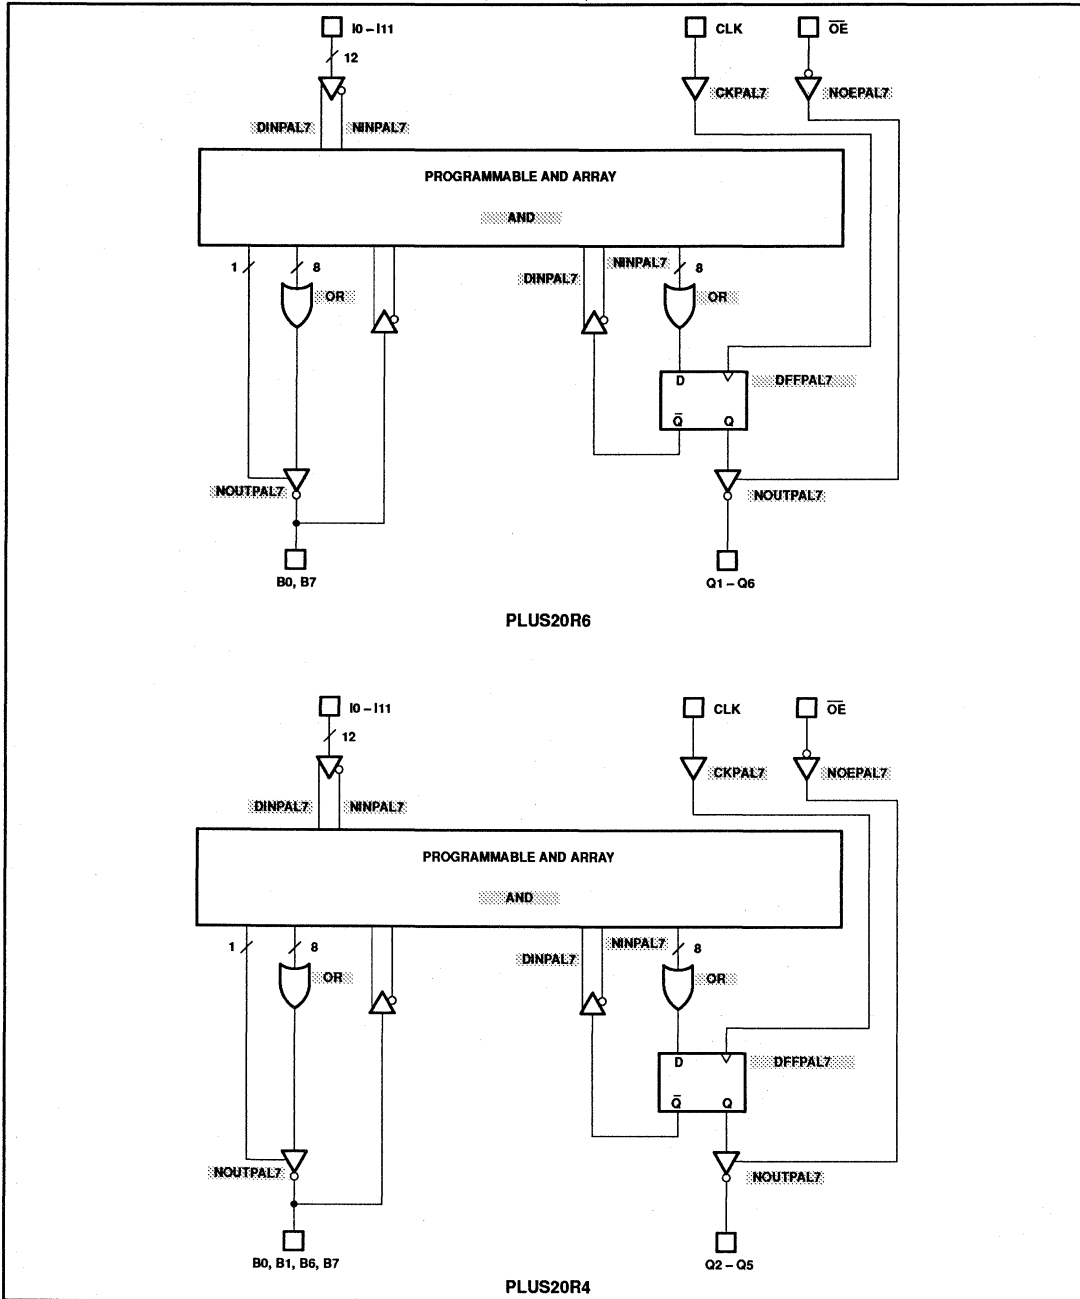 I0 – I11
CLK
O̅E̅
12
CKPAL7
NOEPAL7
DINPAL7
NINPAL7
PROGRAMMABLE AND ARRAY
AND
1
8
NINPAL7
8
DINPAL7
OR
OR
D
DFFPAL7
Q̅
Q
NOUTPAL7
NOUTPAL7
B0, B7
Q1 – Q6
PLUS20R6
I0 – I11
CLK
O̅E̅
12
CKPAL7
NOEPAL7
DINPAL7
NINPAL7
PROGRAMMABLE AND ARRAY
AND
1
8
NINPAL7
8
DINPAL7
OR
OR
D
DFFPAL7
Q̅
Q
NOUTPAL7
NOUTPAL7
B0, B1, B6, B7
Q2 – Q5
PLUS20R4